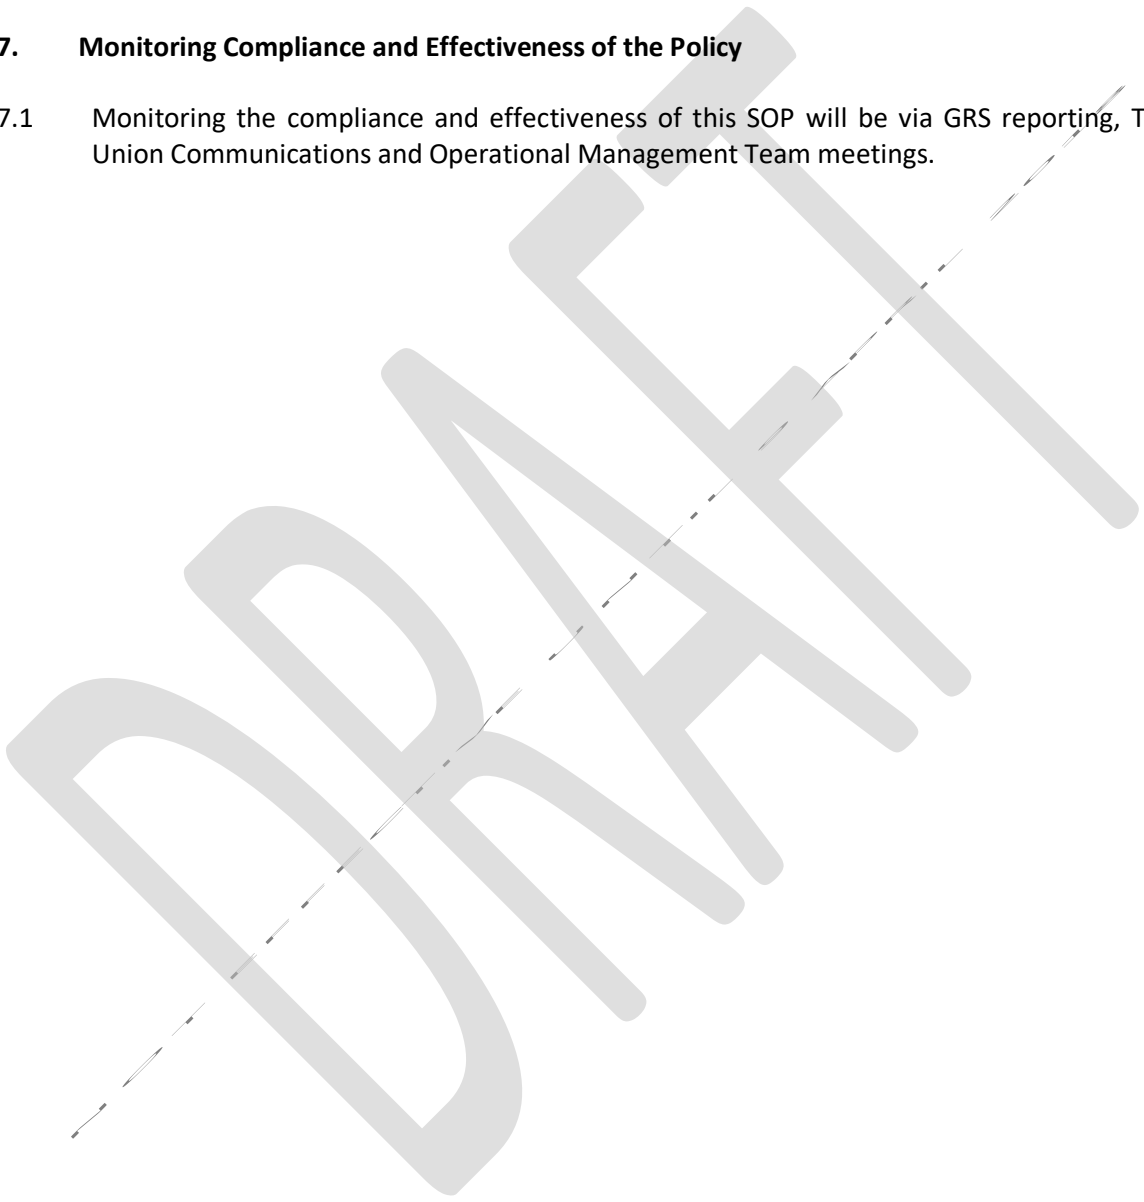 7. Monitoring Compliance and Effectiveness of the Policy
7.1 Monitoring the compliance and effectiveness of this SOP will be via GRS reporting, T
Union Communications and Operational Management Team meetings.
DRAFT